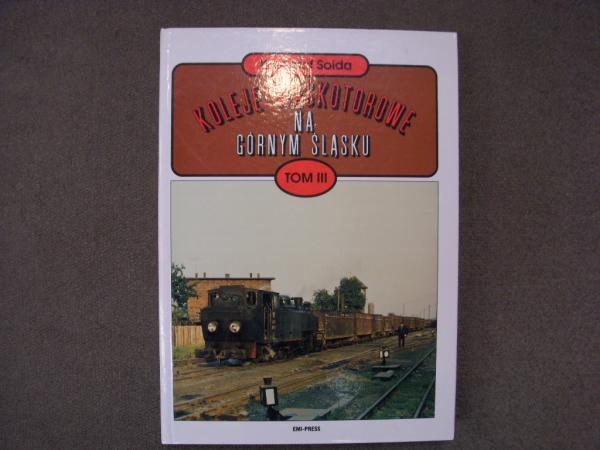 Soida
KOLEJE
NA
GÓRNYM ŚLĄSKU
TOM III
EMI-PRESS